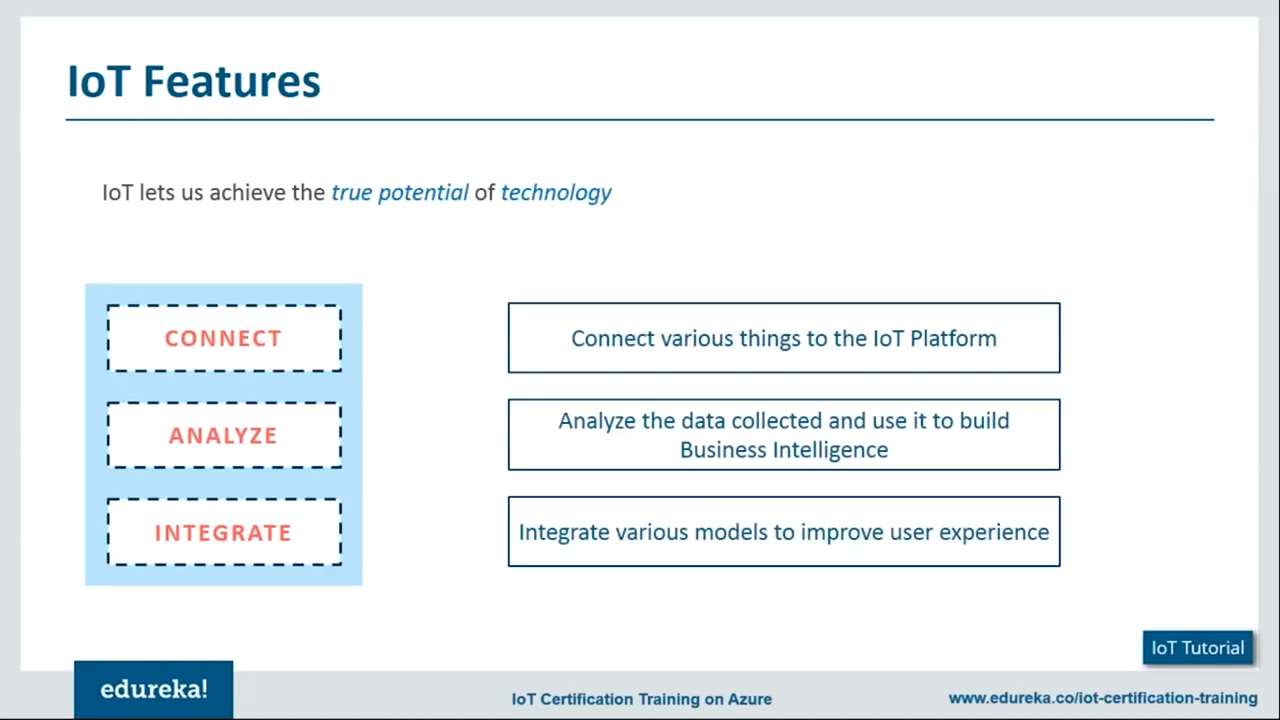 IoT Features
IoT lets us achieve the true potential of technology
CONNECT
Connect various things to the IoT Platform
ANALYZE
Analyze the data collected and use it to build
Business Intelligence
INTEGRATE
Integrate various models to improve user experience
IoT Tutorial
edureka!
IoT Certification Training on Azure
www.edureka.co/iot-certification-training